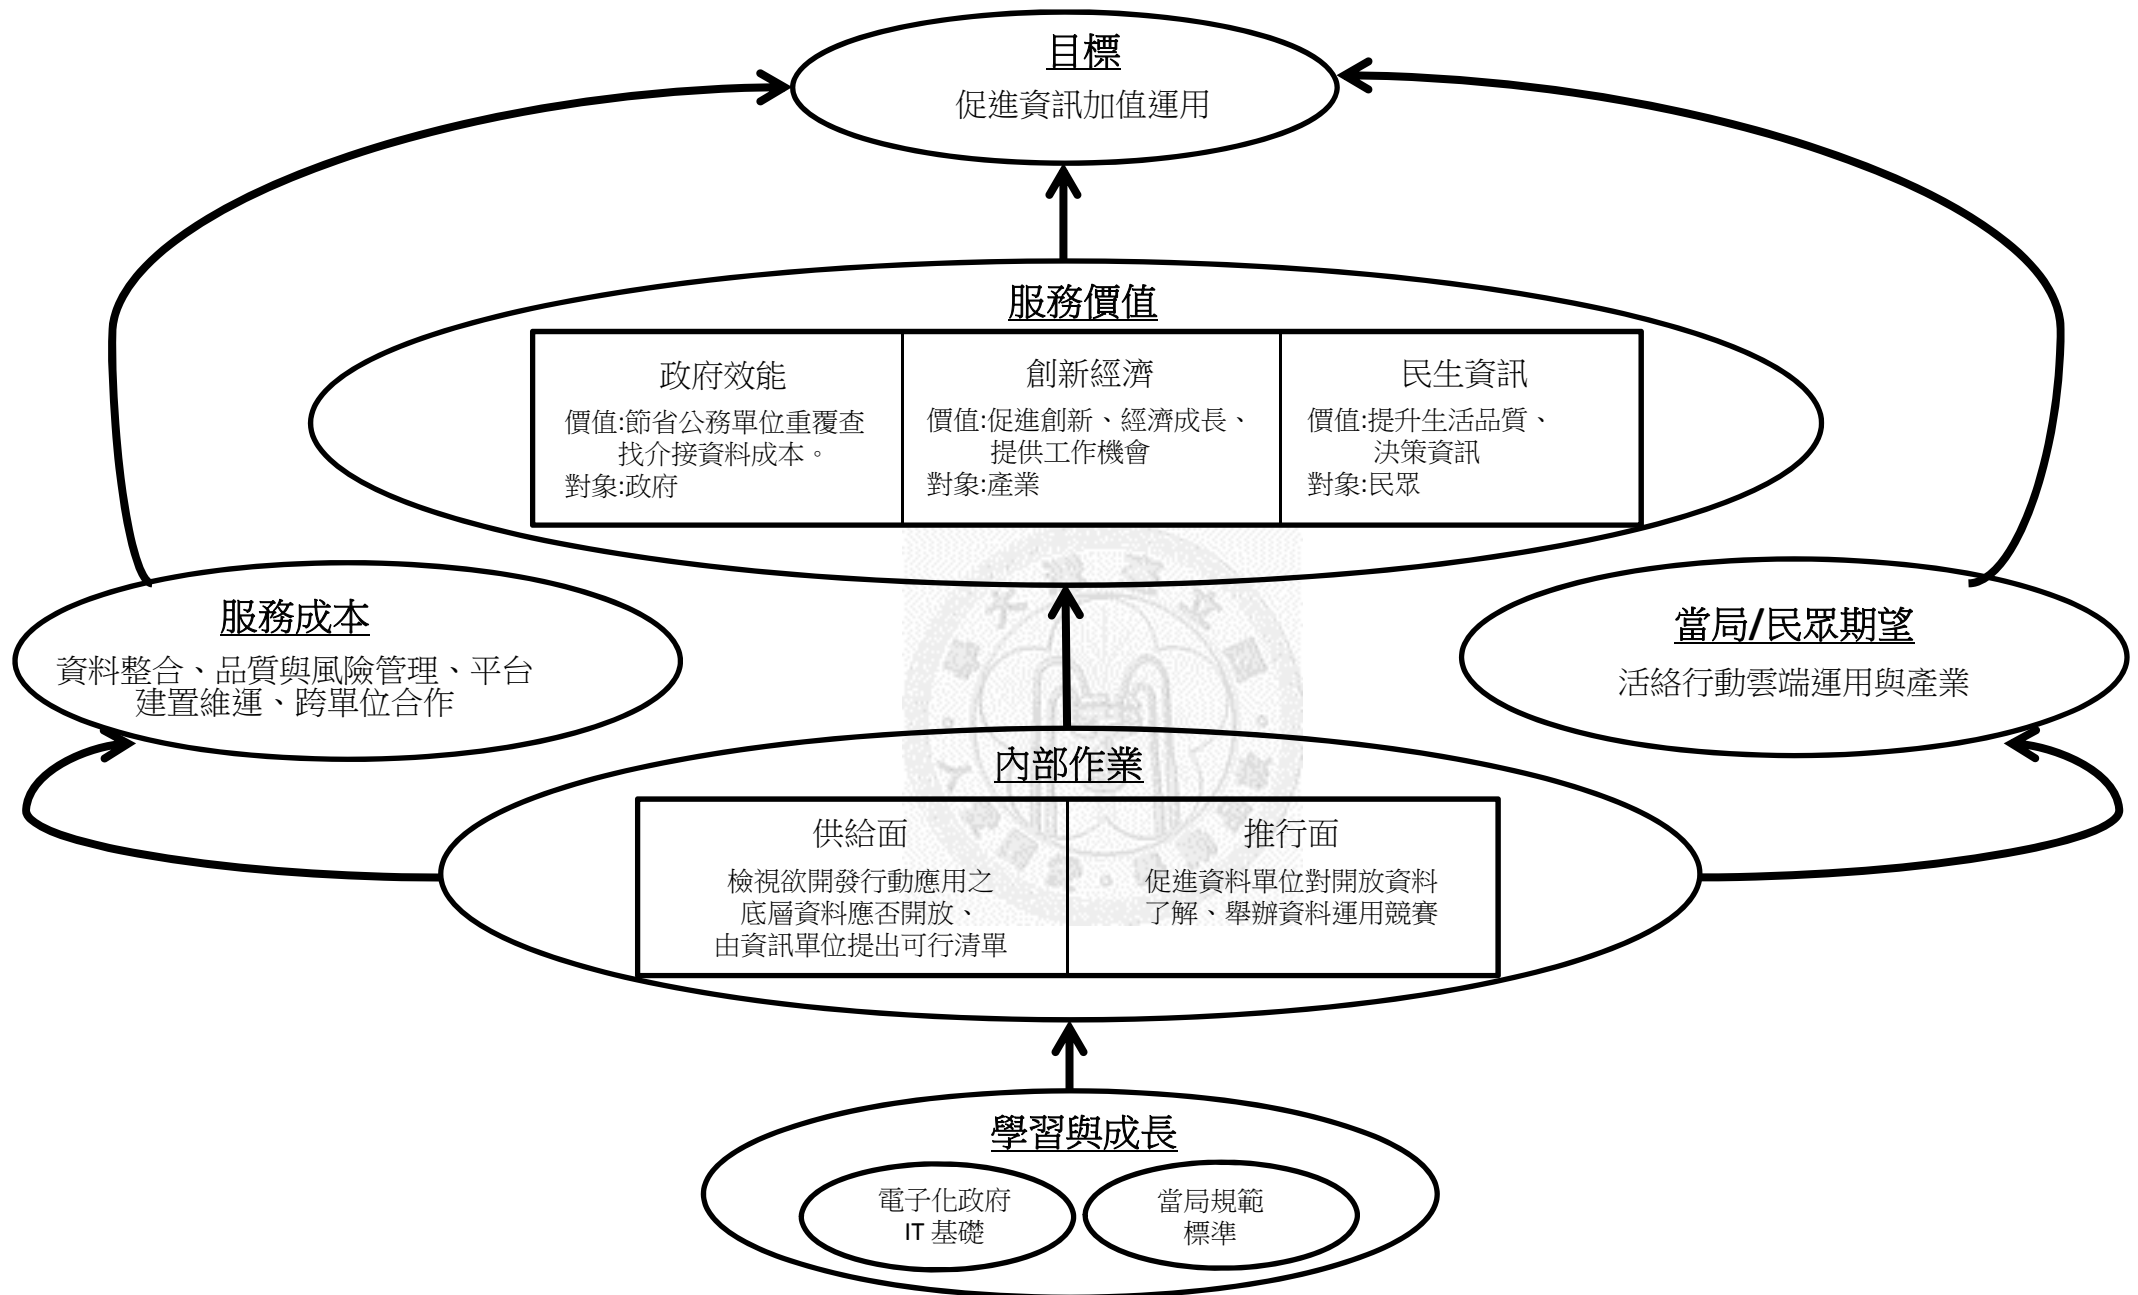 目標
促進資訊加值運用
服務價值
政府效能
價值:節省公務單位重覆查
找介接資料成本。
對象:政府
創新經濟
價值:促進創新、經濟成長、
提供工作機會
對象:產業
民生資訊
價值:提升生活品質、
決策資訊
對象:民眾
服務成本
資料整合、品質與風險管理、平台
建置維運、跨單位合作
當局/民眾期望
活絡行動雲端運用與產業
內部作業
供給面
檢視欲開發行動應用之
底層資料應否開放、
由資訊單位提出可行清單
推行面
促進資料單位對開放資料
了解、舉辦資料運用競賽
學習與成長
電子化政府
IT 基礎
當局規範
標準